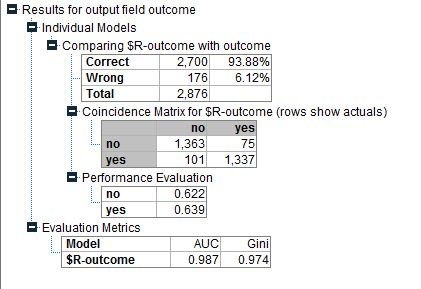 Results for output field outcome
Individual Models
Comparing $R-outcome with outcome
Correct 2,700 93.88%
Wrong 176 6.12%
Total 2,876
Coincidence Matrix for $R-outcome (rows show actuals)
no yes
no 1,363 75
yes 101 1,337
Performance Evaluation
no 0.622
yes 0.639
Evaluation Metrics
Model AUC Gini
$R-outcome 0.987 0.974